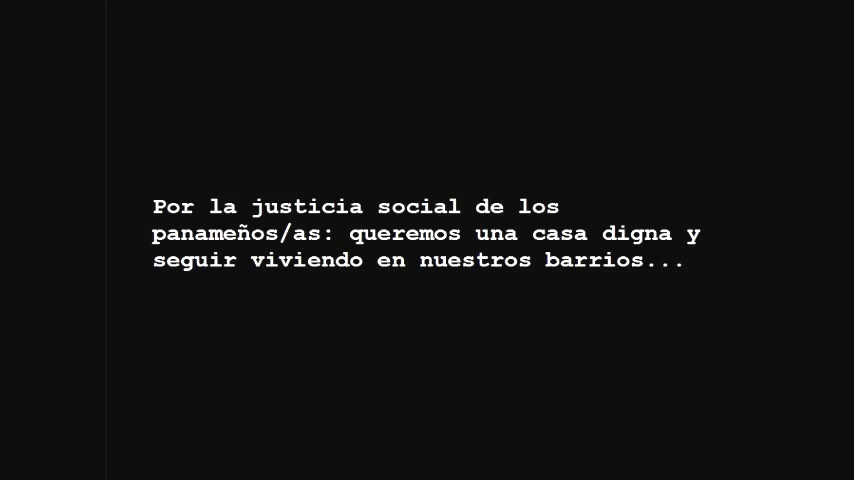 Por la justicia social de los
panameños/as: queremos una casa digna y
seguir viviendo en nuestros barrios...